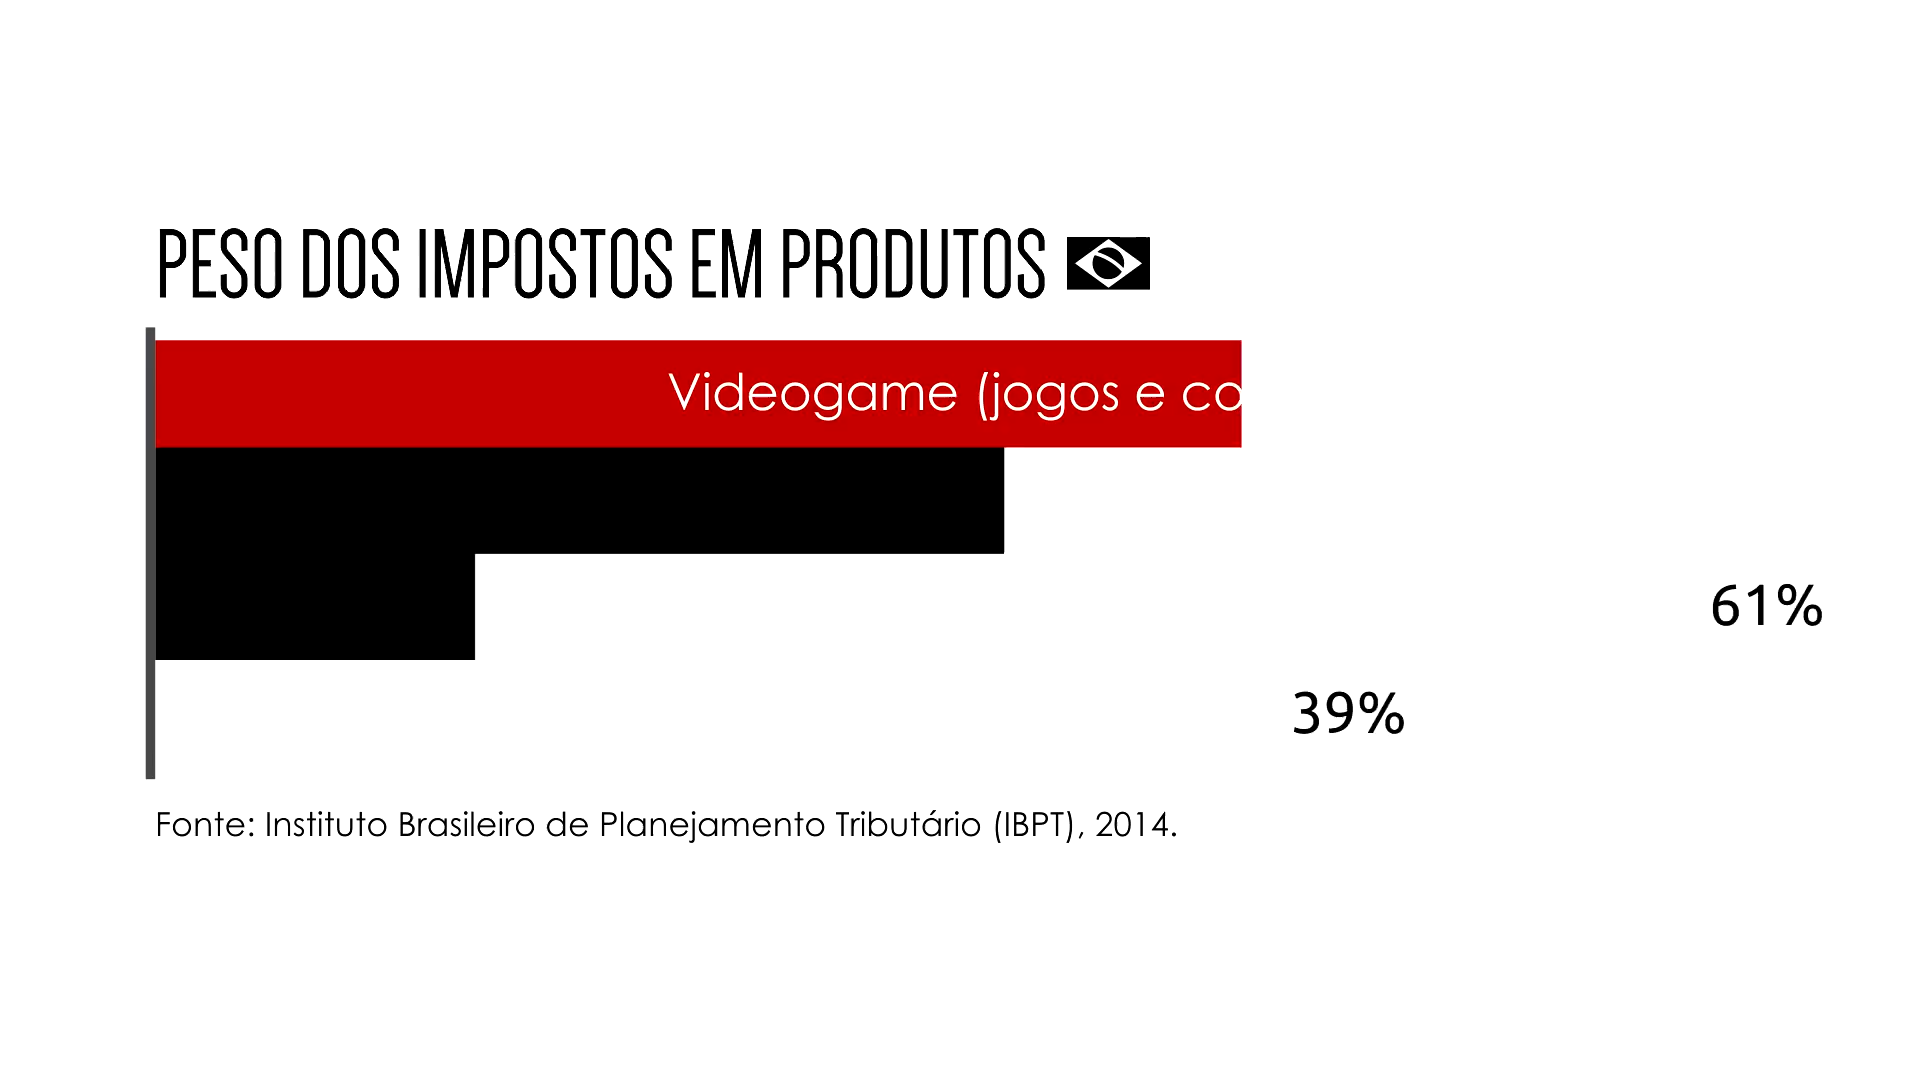 PESO DOS IMPOSTOS EM PRODUTOS
Videogame (jogos e co
61%
39%
Fonte: Instituto Brasileiro de Planejamento Tributário (IBPT), 2014.